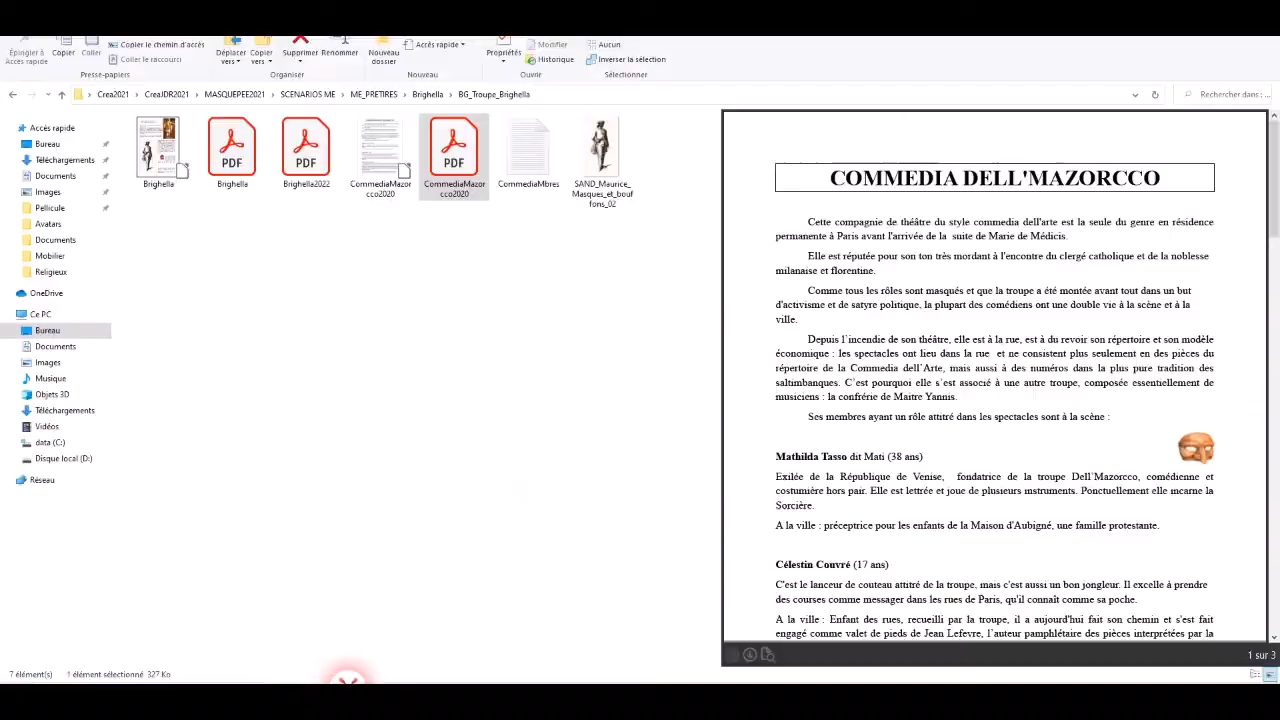 Épingler à
Accès rapide
Copier
Coller
Copier le chemin d'accès
Coller le raccourci
Presse-papiers
Déplacer
vers
Copier
vers
Supprimer
Renommer
Organiser
Nouveau
dossier
Accès rapide
Nouveau
Propriétés
Modifier
Historique
Ouvrir
Aucun
Inverser la sélection
Sélectionner
Crea2021 > CreaJDR2021 > MASQUEPEE2021 > SCENARIOS ME > ME_PRETIRES > Brighella > BG_Troupe_Brighella
Rechercher dans : ...
Accès rapide
Bureau
Téléchargements
Documents
Images
Pellicule
Avatars
Documents
Mobilier
Religieux
OneDrive
Ce PC
Bureau
Documents
Images
Musique
Objets 3D
Téléchargements
Vidéos
data (C:)
Disque local (D:)
Réseau
Brighella
PDF
Brighella
PDF
Brighella2022
CommediaMazor
cco2020
PDF
CommediaMazor
cco2020
CommediaMbres
SAND_Maurice_
Masques_et_bouf
fons_02
COMMEDIA DELL'MAZORCCO
Cette compagnie de théâtre du style commedia dell'arte est la seule du genre en résidence
permanente à Paris avant l'arrivée de la suite de Marie de Médicis.
Elle est réputée pour son ton très mordant à l'encontre du clergé catholique et de la noblesse
milanaise et florentine.
Comme tous les rôles sont masqués et que la troupe a été montée avant tout dans un but
d'activisme et de satyre politique, la plupart des comédiens ont une double vie à la scène et à la
ville.
Depuis l'incendie de son théâtre, elle est à la rue, est à du revoir son répertoire et son modèle
économique : les spectacles ont lieu dans la rue et ne consistent plus seulement en des pièces du
répertoire de la Commedia dell'Arte, mais aussi à des numéros dans la plus pure tradition des
saltimbanques. C'est pourquoi elle s'est associé à une autre troupe, composée essentiellement de
musiciens : la confrérie de Maitre Yannis.
Ses membres ayant un rôle attitré dans les spectacles sont à la scène :
Mathilda Tasso dit Mati (38 ans)
Exilée de la République de Venise, fondatrice de la troupe Dell'Mazorcco, comédienne et
costumière hors pair. Elle est lettrée et joue de plusieurs instruments. Ponctuellement elle incarne la
Sorcière.
A la ville : préceptrice pour les enfants de la Maison d'Aubigné, une famille protestante.
Célestin Couvré (17 ans)
C'est le lanceur de couteau attitré de la troupe, mais c'est aussi un bon jongleur. Il excelle à prendre
des courses comme messager dans les rues de Paris, qu'il connaît comme sa poche.
A la ville : Enfant des rues, recueilli par la troupe, il a aujourd'hui fait son chemin et s'est fait
engagé comme valet de pieds de Jean Lefevre, l'auteur pamphlétaire des pièces interprétées par la
1 sur 3
7 élément(s)
1 élément sélectionné 327 Ko